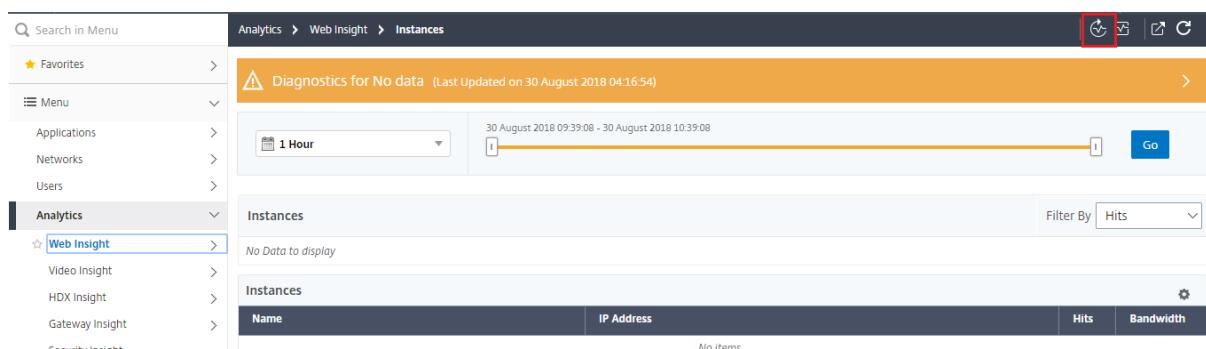 Search in Menu
Analytics > Web Insight > Instances
Favorites
Diagnostics for No data (Last Updated on 30 August 2018 04:16:54)
Menu
Applications
Networks
Users
Analytics
Web Insight
Video Insight
HDX Insight
Gateway Insight
Security Insight
1 Hour
30 August 2018 09:39:08 - 30 August 2018 10:39:08
Go
Instances
Filter By Hits
No Data to display
Instances
Name IP Address Hits Bandwidth
No items